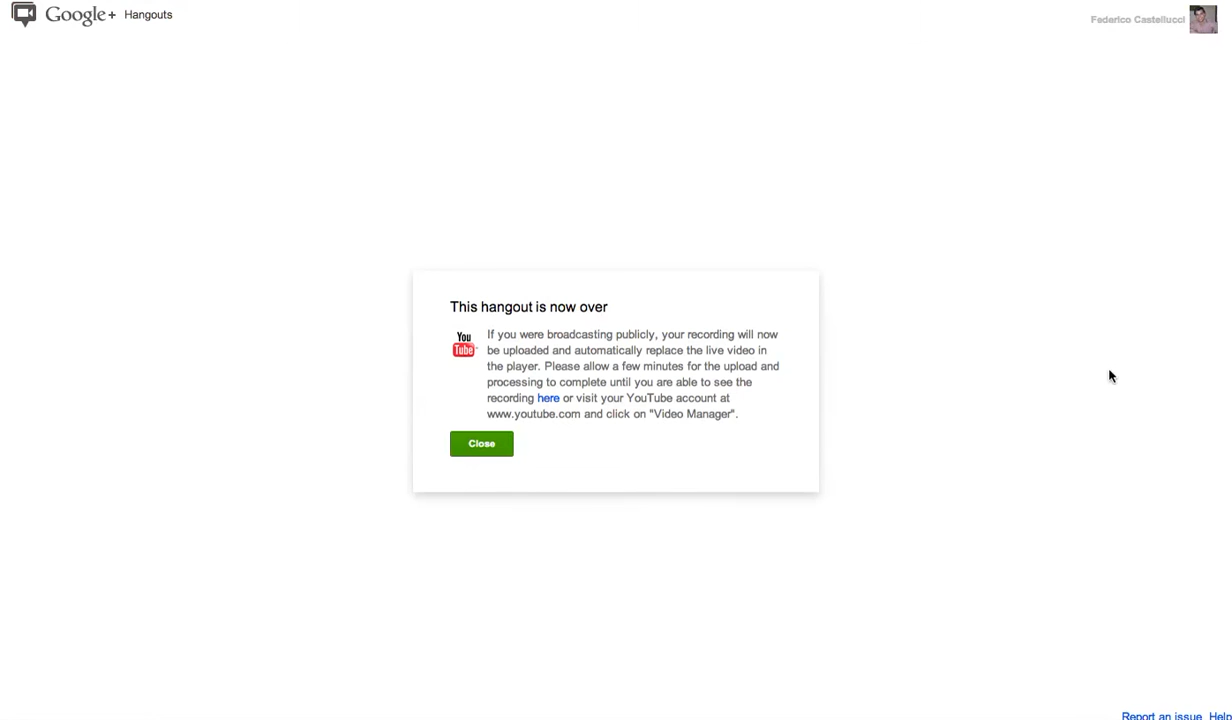 Google+ Hangouts
Federico Castellucci
This hangout is now over
You
Tube
If you were broadcasting publicly, your recording will now
be uploaded and automatically replace the live video in
the player. Please allow a few minutes for the upload and
processing to complete until you are able to see the
recording here or visit your YouTube account at
www.youtube.com and click on "Video Manager".
Close
Report an issue Help